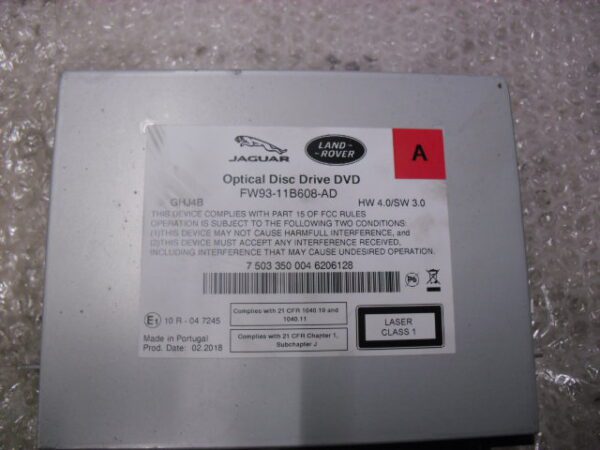 JAGUAR
LAND-
-ROVER
A
Optical Disc Drive DVD
FW93-11B608-AD
GHJ4B
HW 4.0/SW 3.0
THIS DEVICE COMPLIES WITH PART 15 OF FCC RULES
OPERATION IS SUBJECT TO THE FOLLOWING TWO CONDITIONS:
(1)THIS DEVICE MAY NOT CAUSE HARMFULL INTERFERENCE, and
(2)THIS DEVICE MUST ACCEPT ANY INTERFERENCE RECEIVED,
INCLUDING INTERFERENCE THAT MAY CAUSE UNDESIRED OPERATION.
7 503 350 004 6206128
Pb
E1 10 R - 04 7245
Complies with 21 CFR 1040.10 and
1040.11
Made in Portugal
Prod. Date: 02.2018
Complies with 21 CFR Chapter 1,
Subchapter J
LASER
CLASS 1